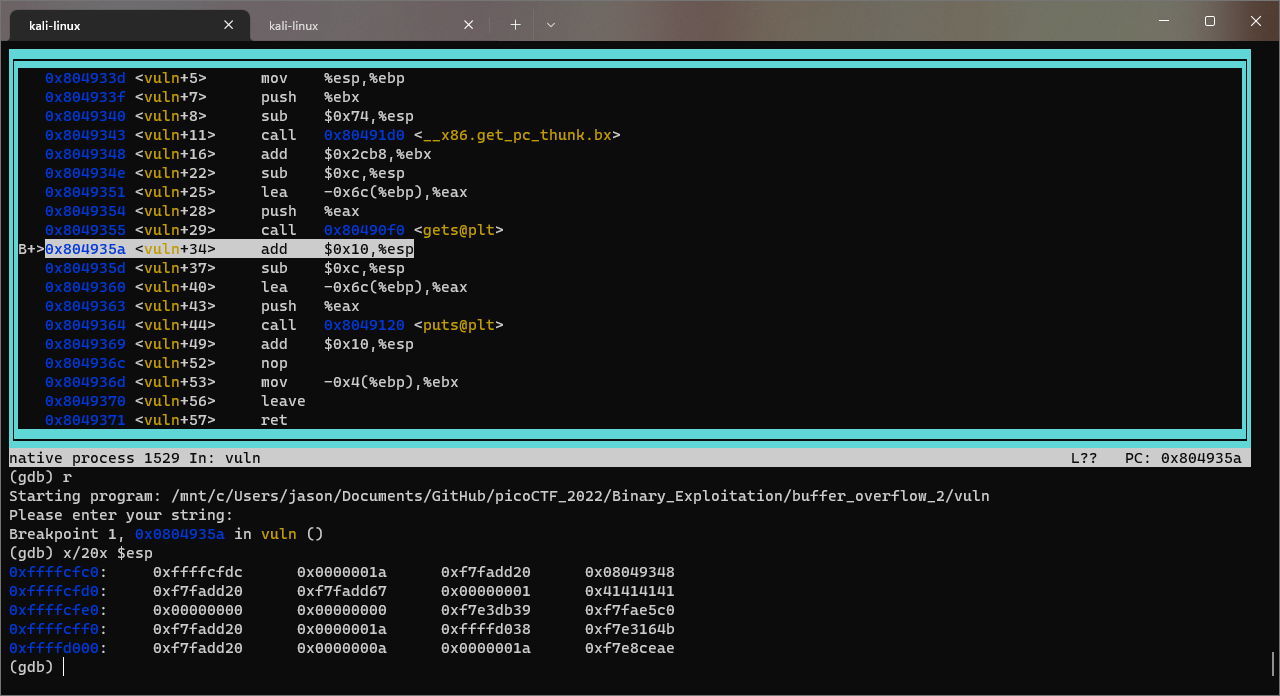 kali-linux kali-linux
0x804933d <vuln+5> mov %esp,%ebp
0x804933f <vuln+7> push %ebx
0x8049340 <vuln+8> sub $0x74,%esp
0x8049343 <vuln+11> call 0x80491d0 <__x86.get_pc_thunk.bx>
0x8049348 <vuln+16> add $0x2cb8,%ebx
0x804934e <vuln+22> sub $0xc,%esp
0x8049351 <vuln+25> lea -0x6c(%ebp),%eax
0x8049354 <vuln+28> push %eax
0x8049355 <vuln+29> call 0x80490f0 <gets@plt>
B+>0x804935a <vuln+34> add $0x10,%esp
0x804935d <vuln+37> sub $0xc,%esp
0x8049360 <vuln+40> lea -0x6c(%ebp),%eax
0x8049363 <vuln+43> push %eax
0x8049364 <vuln+44> call 0x8049120 <puts@plt>
0x8049369 <vuln+49> add $0x10,%esp
0x804936c <vuln+52> nop
0x804936d <vuln+53> mov -0x4(%ebp),%ebx
0x8049370 <vuln+56> leave
0x8049371 <vuln+57> ret
native process 1529 In: vuln L?? PC: 0x804935a
(gdb) r
Starting program: /mnt/c/Users/jason/Documents/GitHub/picoCTF_2022/Binary_Exploitation/buffer_overflow_2/vuln
Please enter your string:
Breakpoint 1, 0x0804935a in vuln ()
(gdb) x/20x $esp
0xffffcfc0: 0xffffcfdc 0x0000001a 0xf7fadd20 0x08049348
0xffffcfd0: 0xf7fadd20 0xf7fadd67 0x00000001 0x41414141
0xffffcfe0: 0x00000000 0x00000000 0xf7e3db39 0xf7fae5c0
0xffffcff0: 0xf7fadd20 0x0000001a 0xffffd038 0xf7e3164b
0xffffd000: 0xf7fadd20 0x0000000a 0x0000001a 0xf7e8ceae
(gdb)